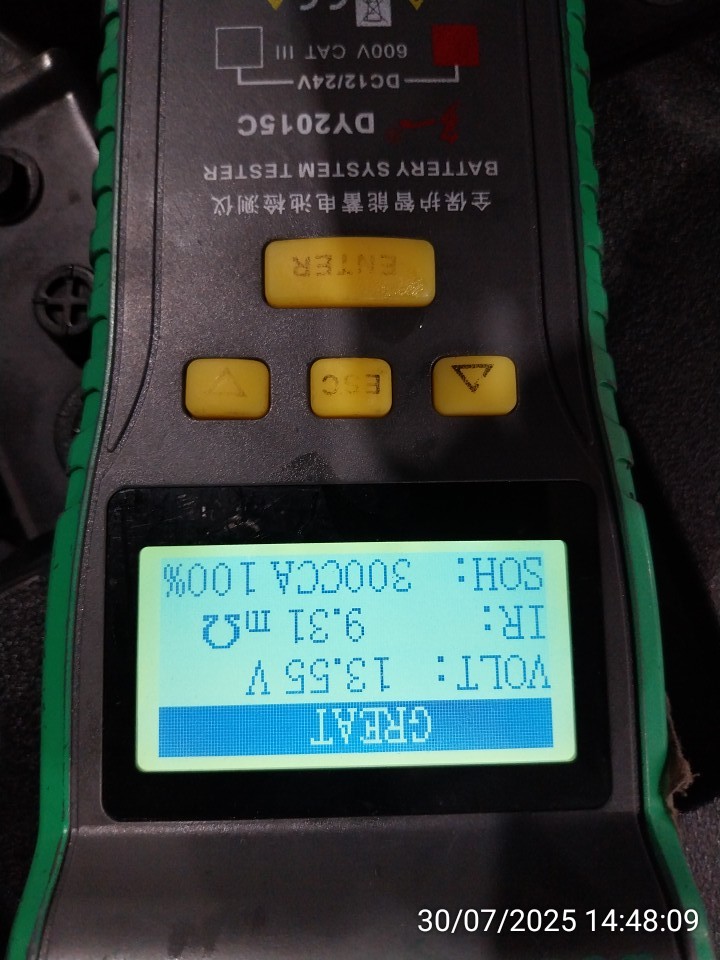 GREAT
VOLT: 13.55 V
IR: 9.31 mΩ
SOH: 300CCA 100%
ESC
ENTER
全保护智能蓄电池检测仪
BATTERY SYSTEM TESTER
DY2015C
DC12/24V
600V CAT III
30/07/2025 14:48:09